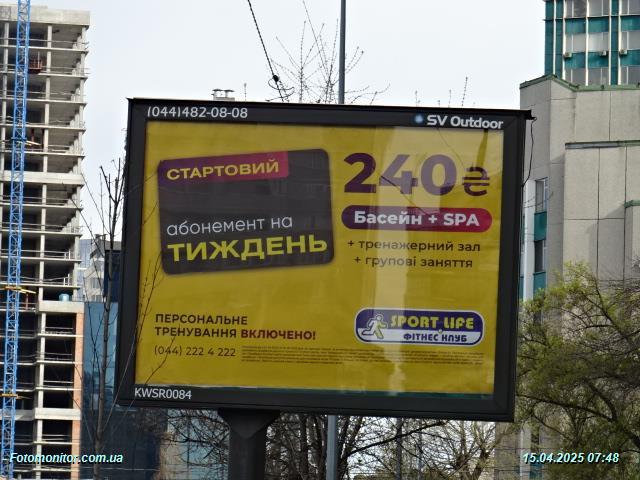 (044)482-08-08
SV Outdoor
СТАРТОВИЙ
абонемент на
ТИЖДЕНЬ
240₴
Басейн + SPA
+ тренажерний зал
+ групові заняття
ПЕРСОНАЛЬНЕ
ТРЕНУВАННЯ ВКЛЮЧЕНО!
(044) 222 4 222
SPORT LIFE
ФІТНЕС КЛУБ
KWSR0084
Fotomonitor.com.ua
15.04.2025 07:48